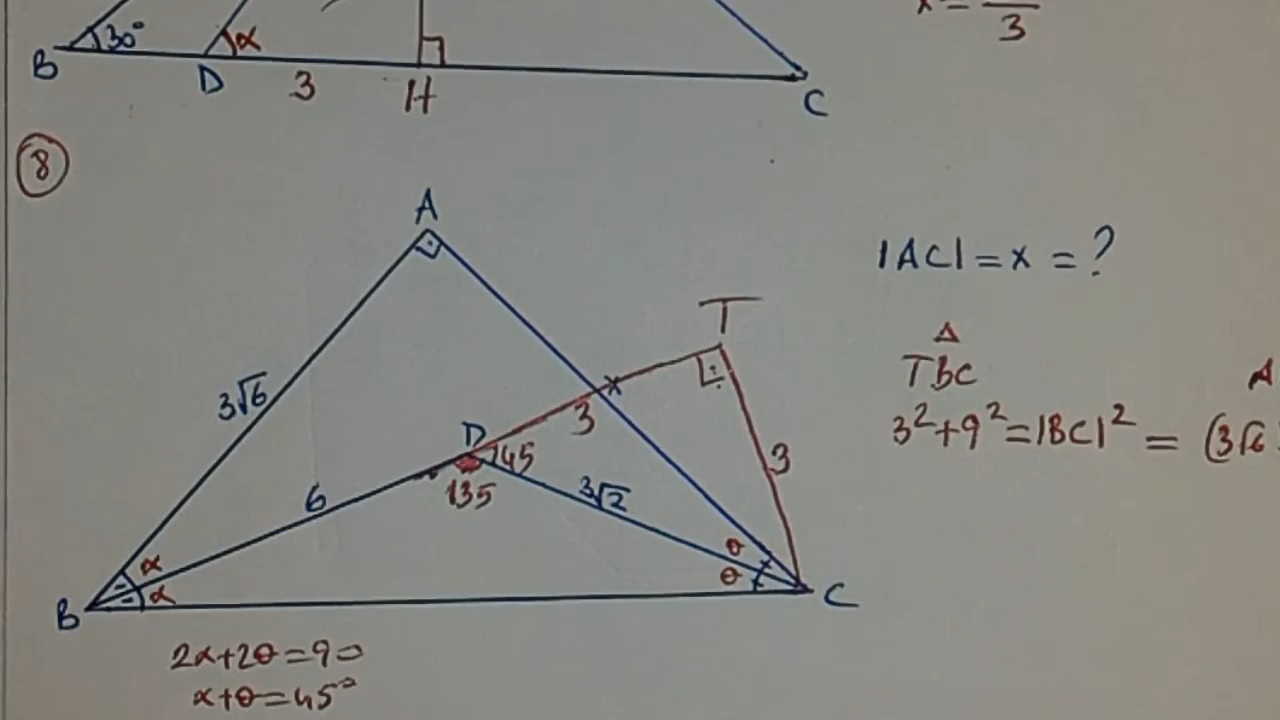 x = —
3
30°
α
B
D
3
H
C
8
A
|AC| = x = ?
T
Δ
TBC
3² + 9² = |BC|² = (3√6
3√6
x
D
3
45
3
135
6
3√2
α
α
θ
θ
B
C
2α+2θ=90
α+θ=45°